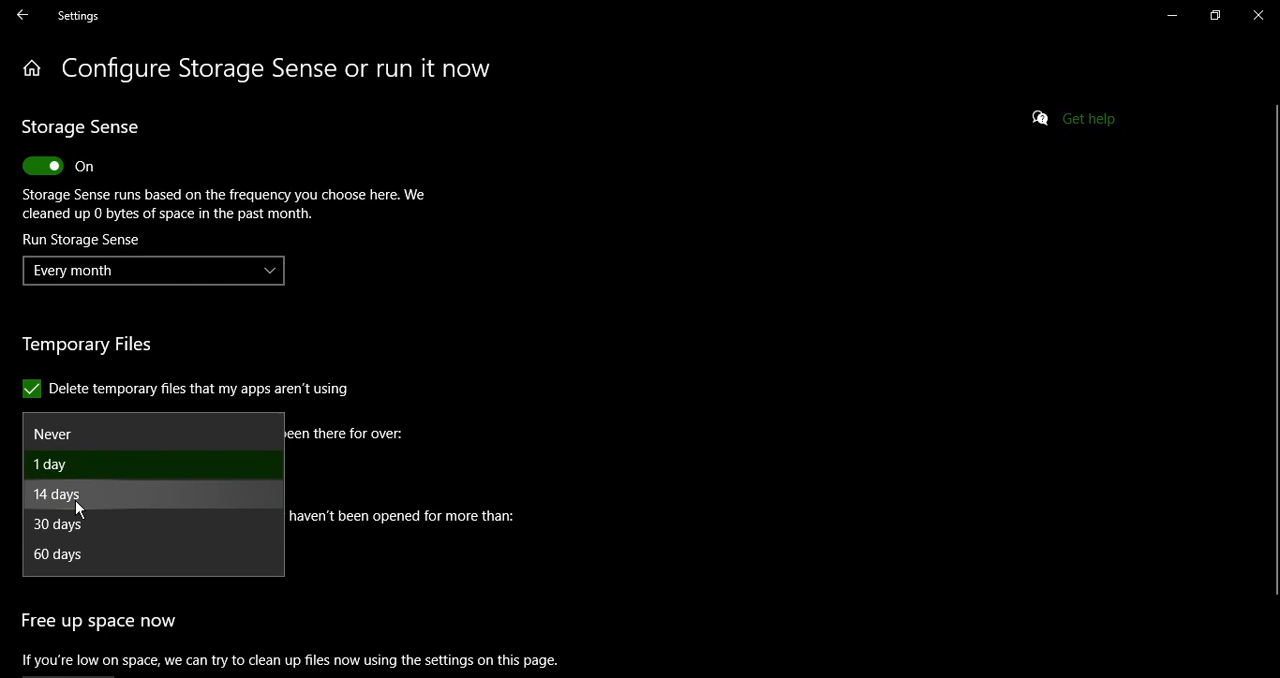 Settings
Configure Storage Sense or run it now
Get help
Storage Sense
On
Storage Sense runs based on the frequency you choose here. We
cleaned up 0 bytes of space in the past month.
Run Storage Sense
Every month
Temporary Files
Delete temporary files that my apps aren't using
been there for over:
Never
1 day
14 days
haven't been opened for more than:
30 days
60 days
Free up space now
If you're low on space, we can try to clean up files now using the settings on this page.